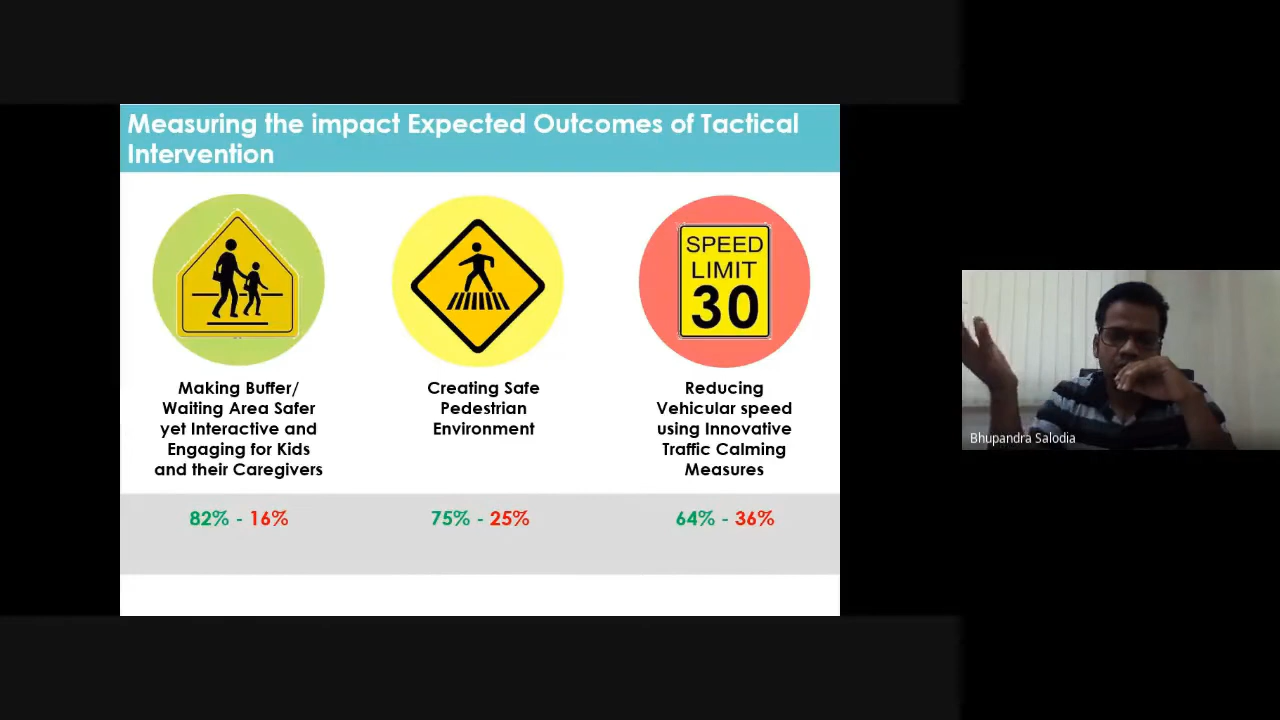 Measuring the impact Expected Outcomes of Tactical
Intervention
SPEED
LIMIT
30
Making Buffer/
Waiting Area Safer
yet Interactive and
Engaging for Kids
and their Caregivers
Creating Safe
Pedestrian
Environment
Reducing
Vehicular speed
using Innovative
Traffic Calming
Measures
82% - 16%
75% - 25%
64% - 36%
Bhupandra Salodia